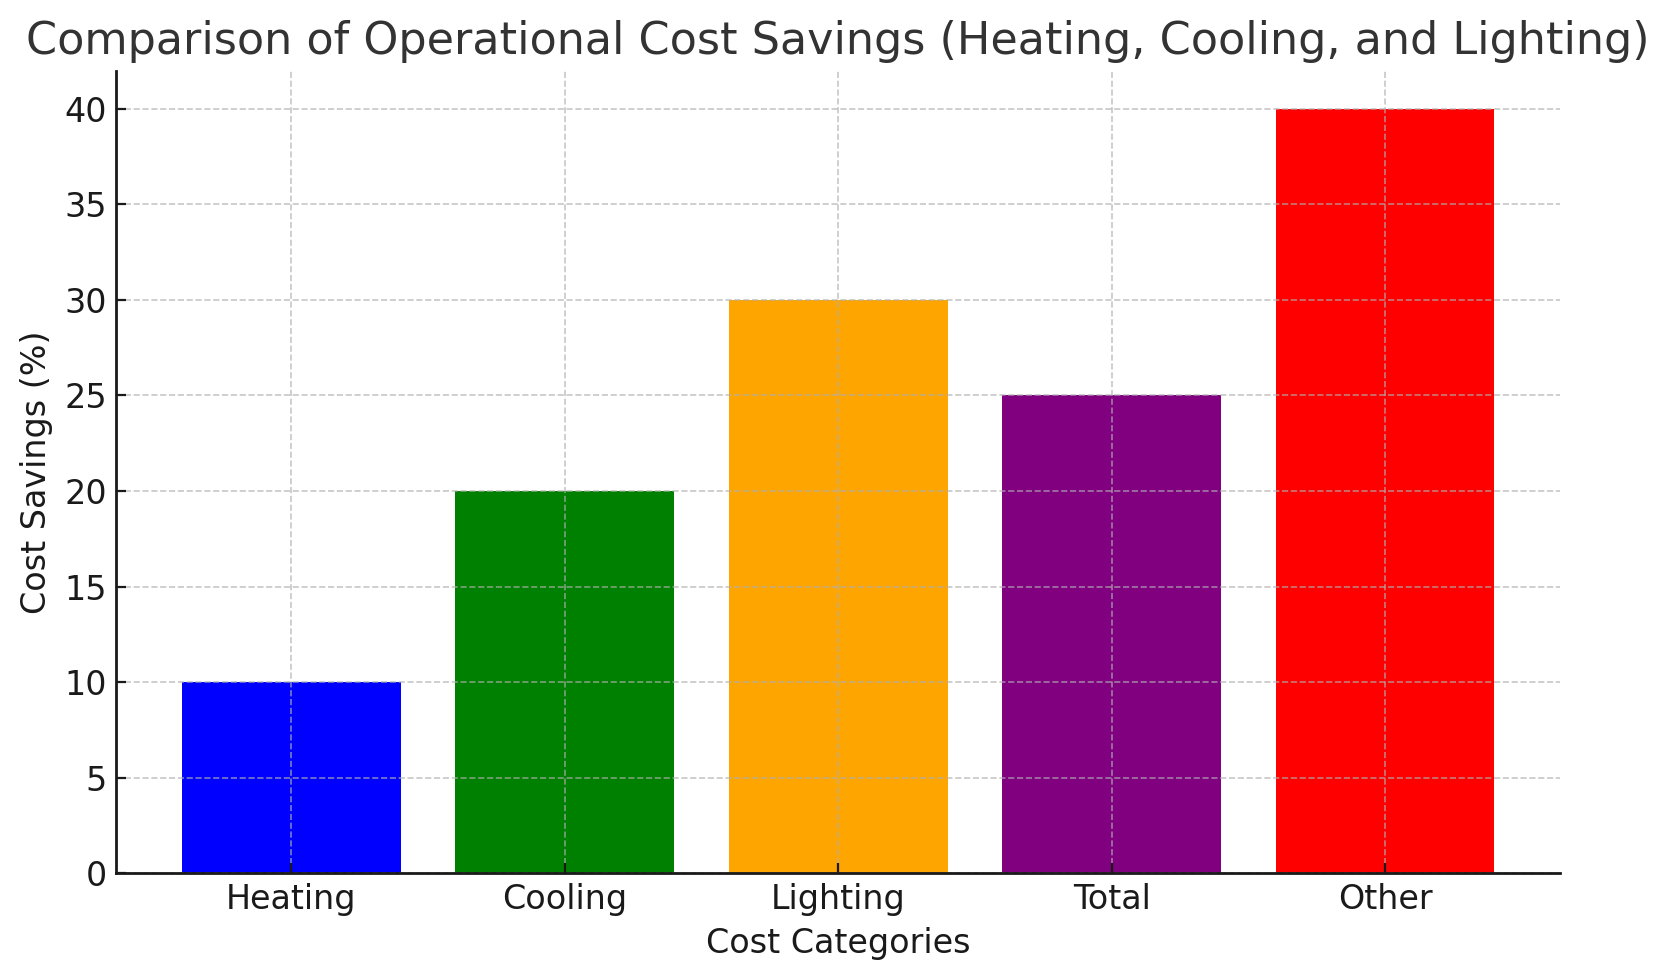 Comparison of Operational Cost Savings (Heating, Cooling, and Lighting)
Cost Savings (%)
40
35
30
25
20
15
10
5
0
Heating Cooling Lighting Total Other
Cost Categories